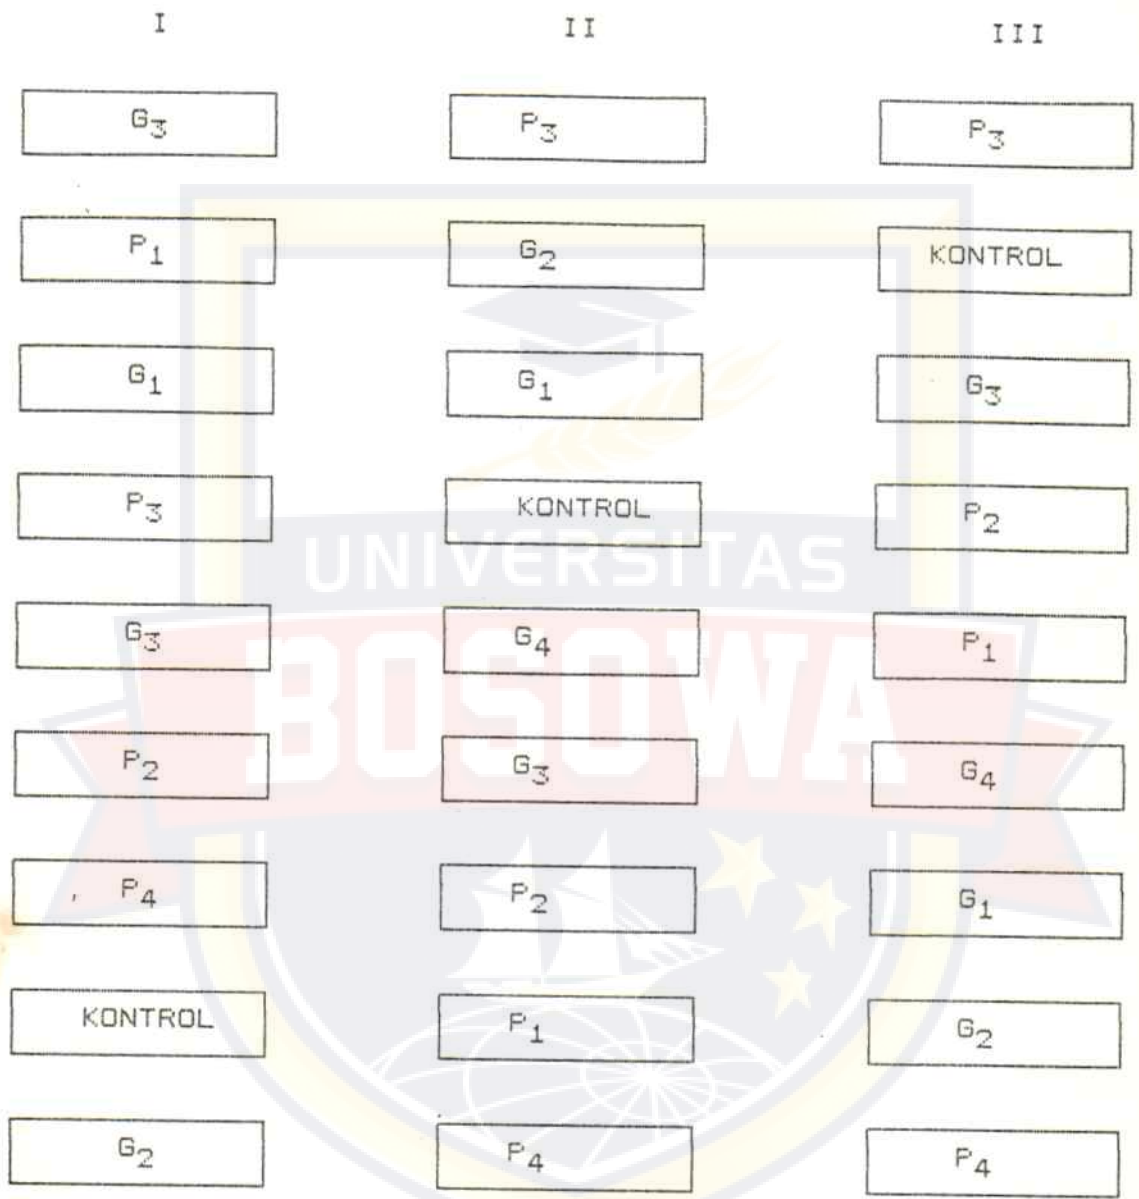 I II III
G3 P3 P3
P1 G2 KONTROL
G1 G1 G3
P3 KONTROL P2
G3 G4 P1
P2 G3 G4
P4 P2 G1
KONTROL P1 G2
G2 P4 P4
UNIVERSITAS
BOSOWA